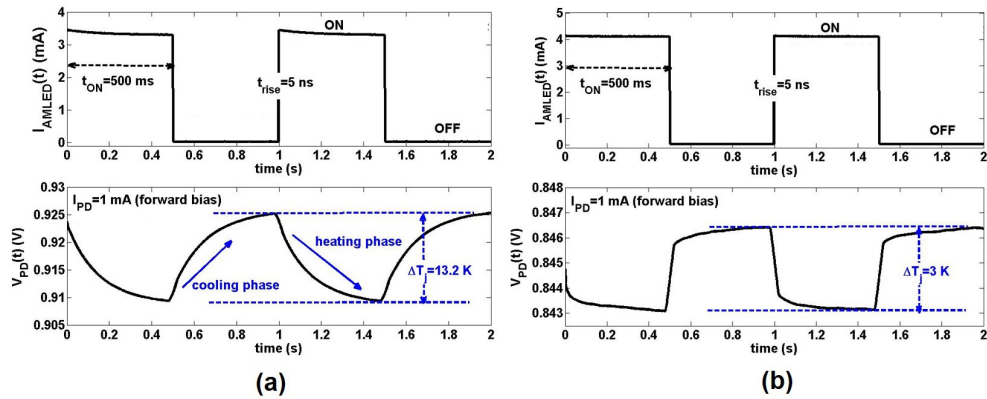 4
3
2
1
0
I_AMLED(t) (mA)
ON
t_ON=500 ms
t_rise=5 ns
OFF
0 0.2 0.4 0.6 0.8 1 1.2 1.4 1.6 1.8 2
time (s)
0.93
0.925
0.92
0.915
0.91
0.905
V_PD(t) (V)
I_PD=1 mA (forward bias)
heating phase
cooling phase
ΔT_j=13.2 K
0 0.2 0.4 0.6 0.8 1 1.2 1.4 1.6 1.8 2
time (s)
(a)
5
4
3
2
1
0
I_AMLED(t) (mA)
ON
t_ON=500 ms
t_rise=5 ns
OFF
0 0.2 0.4 0.6 0.8 1 1.2 1.4 1.6 1.8 2
time (s)
0.848
0.847
0.846
0.845
0.844
0.843
V_PD(t) (V)
I_PD=1 mA (forward bias)
ΔT_j=3 K
0 0.2 0.4 0.6 0.8 1 1.2 1.4 1.6 1.8 2
time (s)
(b)